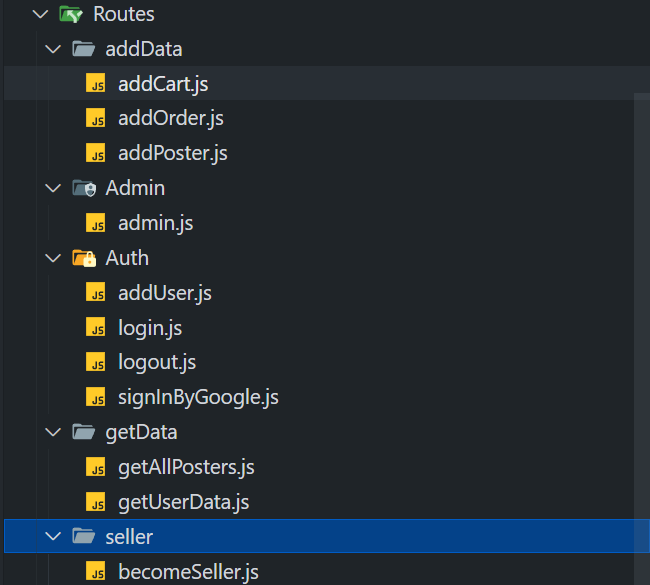 Routes
addData
JS addCart.js
JS addOrder.js
JS addPoster.js
Admin
JS admin.js
Auth
JS addUser.js
JS login.js
JS logout.js
JS signInByGoogle.js
getData
JS getAllPosters.js
JS getUserData.js
seller
JS becomeSeller.js